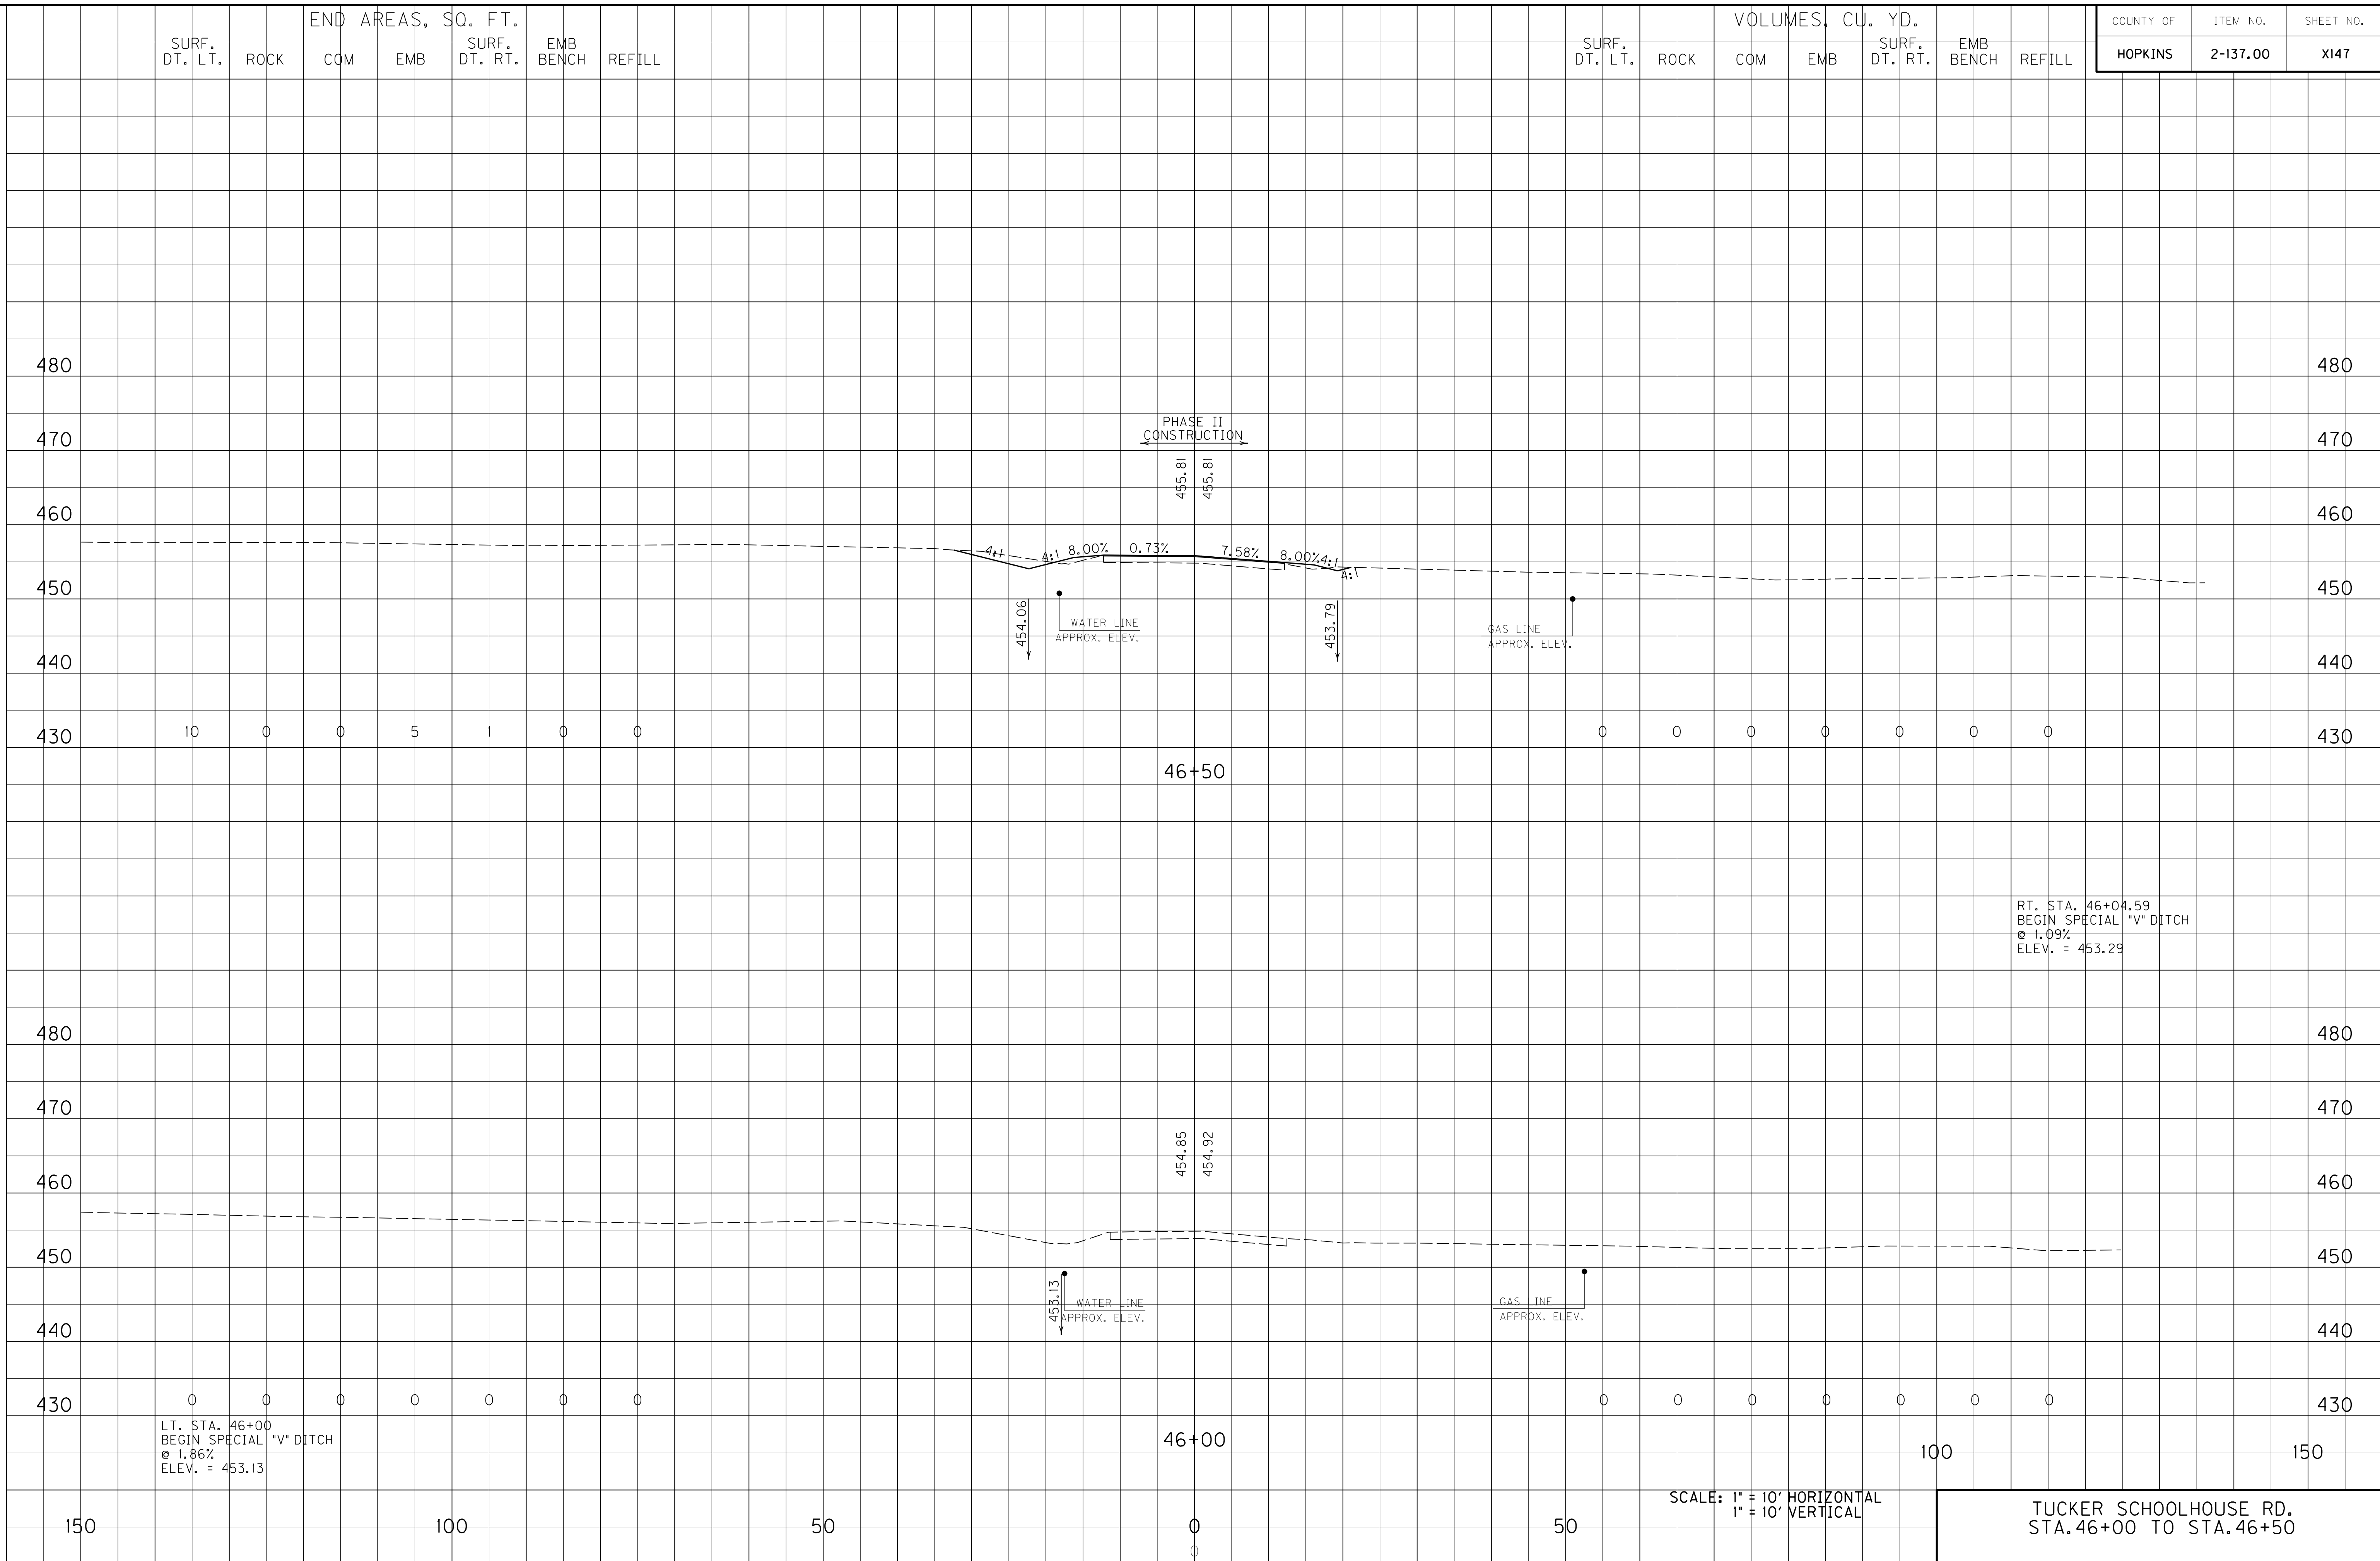 END AREAS, SQ. FT.
VOLUMES, CU. YD.
COUNTY OF ITEM NO. SHEET NO.
HOPKINS 2-137.00 X147
SURF. DT. LT. ROCK COM EMB SURF. DT. RT. EMB BENCH REFILL
SURF. DT. LT. ROCK COM EMB SURF. DT. RT. EMB BENCH REFILL
480 480
PHASE II
CONSTRUCTION
470 470
455.81 455.81
460 460
4:1 4:1 8.00% 0.73% 7.58% 8.00% 4:1 4:1
450 450
454.06
WATER LINE
APPROX. ELEV.
453.79
GAS LINE
APPROX. ELEV.
440 440
430 10 0 0 5 1 0 0 0 0 0 0 0 0 0 430
46+50
RT. STA. 46+04.59
BEGIN SPECIAL "V" DITCH
@ 1.09%
ELEV. = 453.29
480 480
470 470
454.85 454.92
460 460
450 450
453.13
WATER LINE
APPROX. ELEV.
GAS LINE
APPROX. ELEV.
440 440
430 0 0 0 0 0 0 0 0 0 0 0 0 0 0 430
LT. STA. 46+00
BEGIN SPECIAL "V" DITCH
@ 1.86%
ELEV. = 453.13
46+00
100 150
SCALE: 1" = 10' HORIZONTAL
1" = 10' VERTICAL
150 100 50 0 50
0
TUCKER SCHOOLHOUSE RD.
STA.46+00 TO STA.46+50